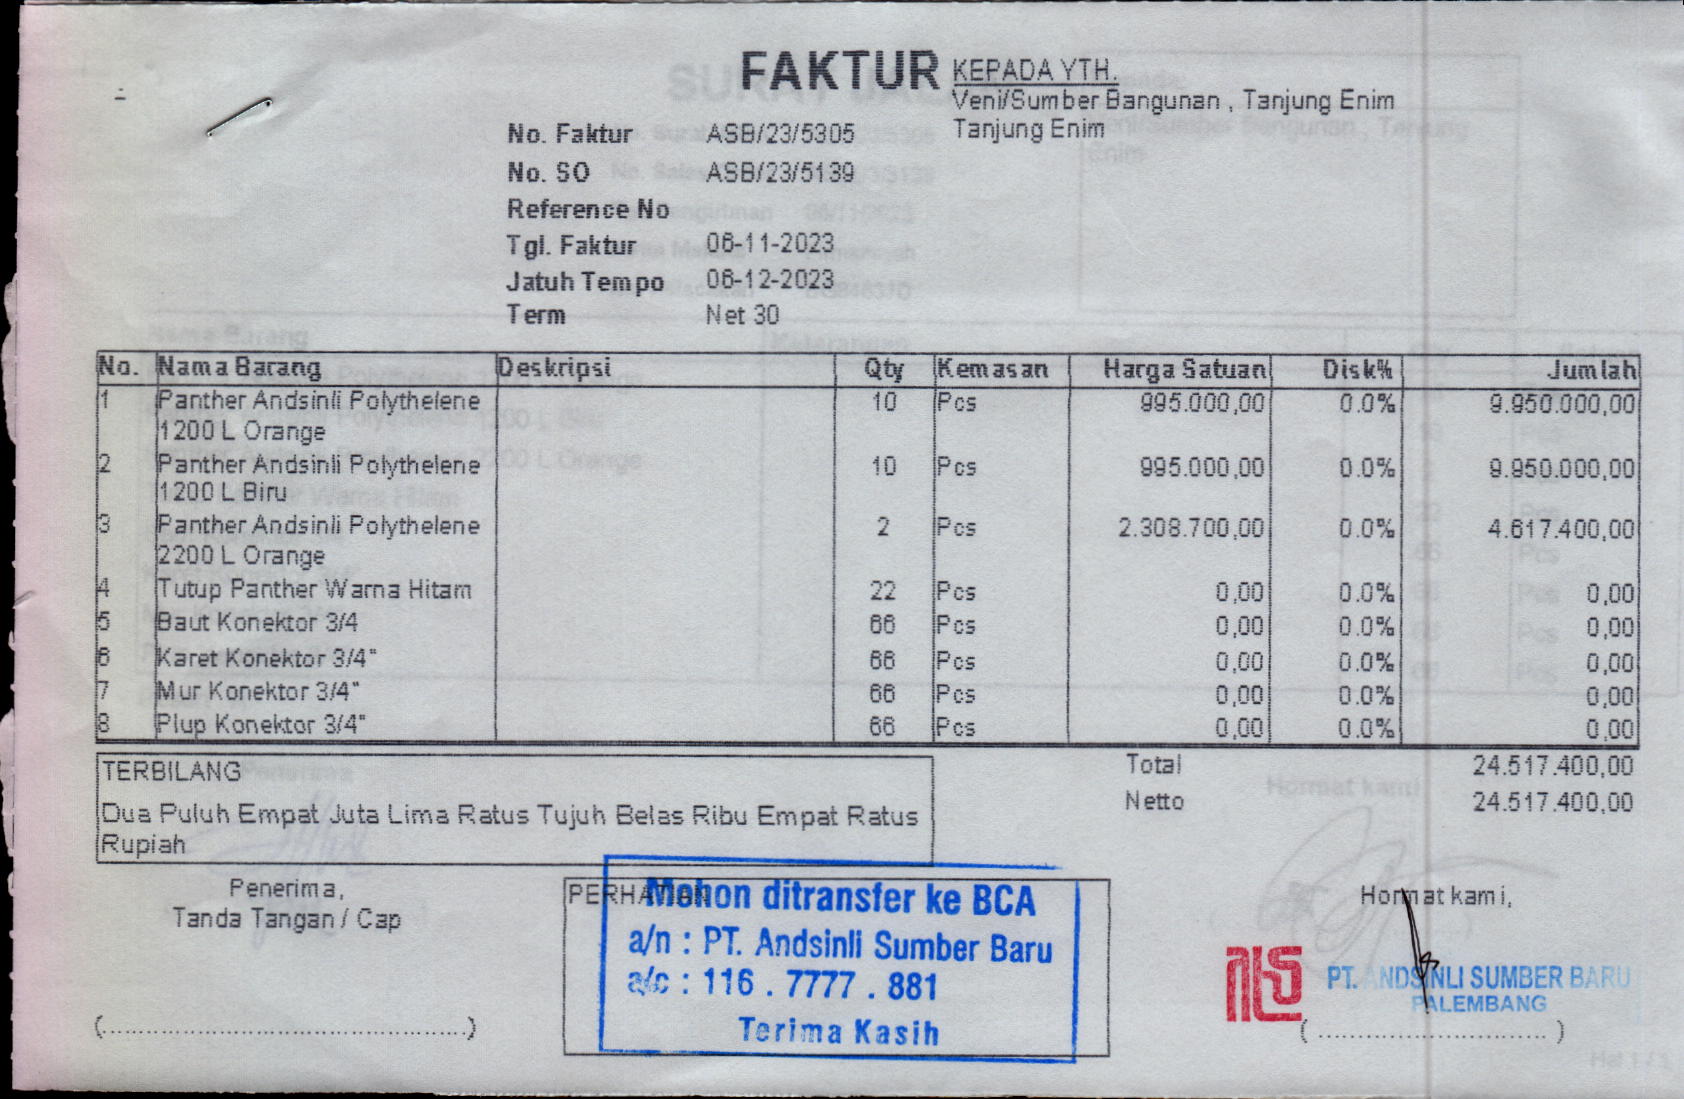 FAKTUR
KEPADA YTH.
Veni/Sumber Bangunan , Tanjung Enim
Tanjung Enim
No. Faktur ASB/23/5305
No. SO ASB/23/5139
Reference No
Tgl. Faktur 06-11-2023
Jatuh Tempo 06-12-2023
Term Net 30
No. Nama Barang Deskripsi Qty Kemasan Harga Satuan Disk% Jumlah
1 Panther Andsinli Polythelene 10 Pcs 995.000,00 0.0% 9.950.000,00
1200 L Orange
2 Panther Andsinli Polythelene 10 Pcs 995.000,00 0.0% 9.950.000,00
1200 L Biru
3 Panther Andsinli Polythelene 2 Pcs 2.308.700,00 0.0% 4.617.400,00
2200 L Orange
4 Tutup Panther Warna Hitam 22 Pcs 0,00 0.0% 0,00
5 Baut Konektor 3/4 66 Pcs 0,00 0.0% 0,00
6 Karet Konektor 3/4" 66 Pcs 0,00 0.0% 0,00
7 Mur Konektor 3/4" 66 Pcs 0,00 0.0% 0,00
8 Plup Konektor 3/4" 66 Pcs 0,00 0.0% 0,00
Total 24.517.400,00
Netto 24.517.400,00
TERBILANG
Dua Puluh Empat Juta Lima Ratus Tujuh Belas Ribu Empat Ratus
Rupiah
Penerima,
Tanda Tangan / Cap
PERHATIAN
Mohon ditransfer ke BCA
a/n : PT. Andsinli Sumber Baru
a/c : 116 . 7777 . 881
Terima Kasih
Hormat kami,
PT. ANDSINLI SUMBER BARU
PALEMBANG